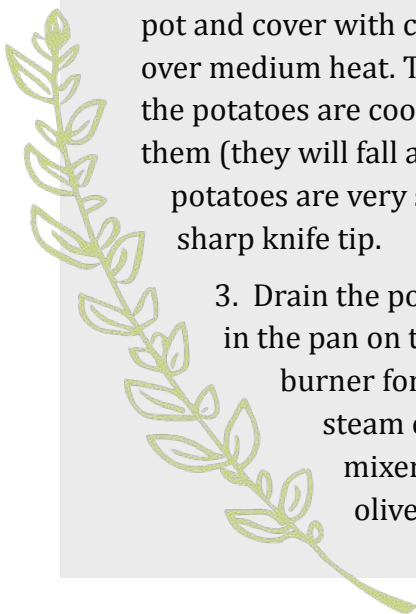 pot and cover with c
over medium heat. T
the potatoes are coo
them (they will fall a
potatoes are very s
sharp knife tip.
3. Drain the po
in the pan on t
burner for
steam
mixer
olive